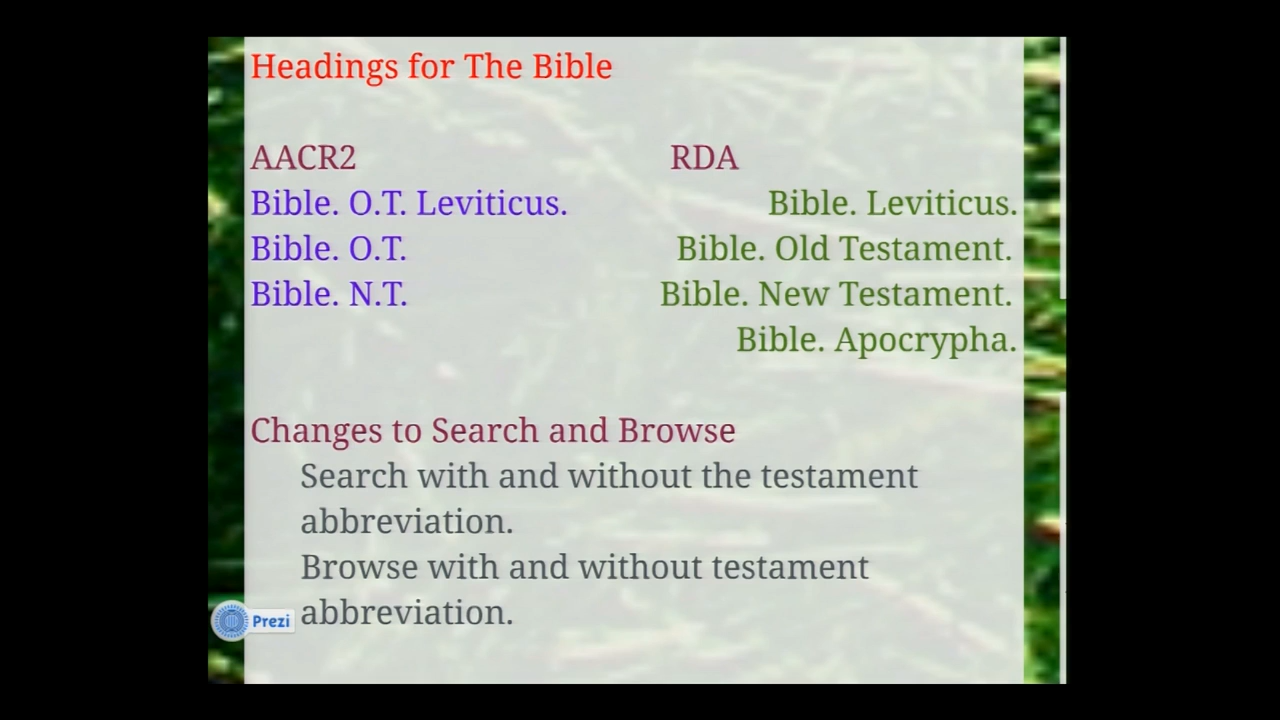 Headings for The Bible
AACR2 RDA
Bible. O.T. Leviticus. Bible. Leviticus.
Bible. O.T. Bible. Old Testament.
Bible. N.T. Bible. New Testament.
Bible. Apocrypha.
Changes to Search and Browse
Search with and without the testament
abbreviation.
Browse with and without testament
abbreviation.
Prezi